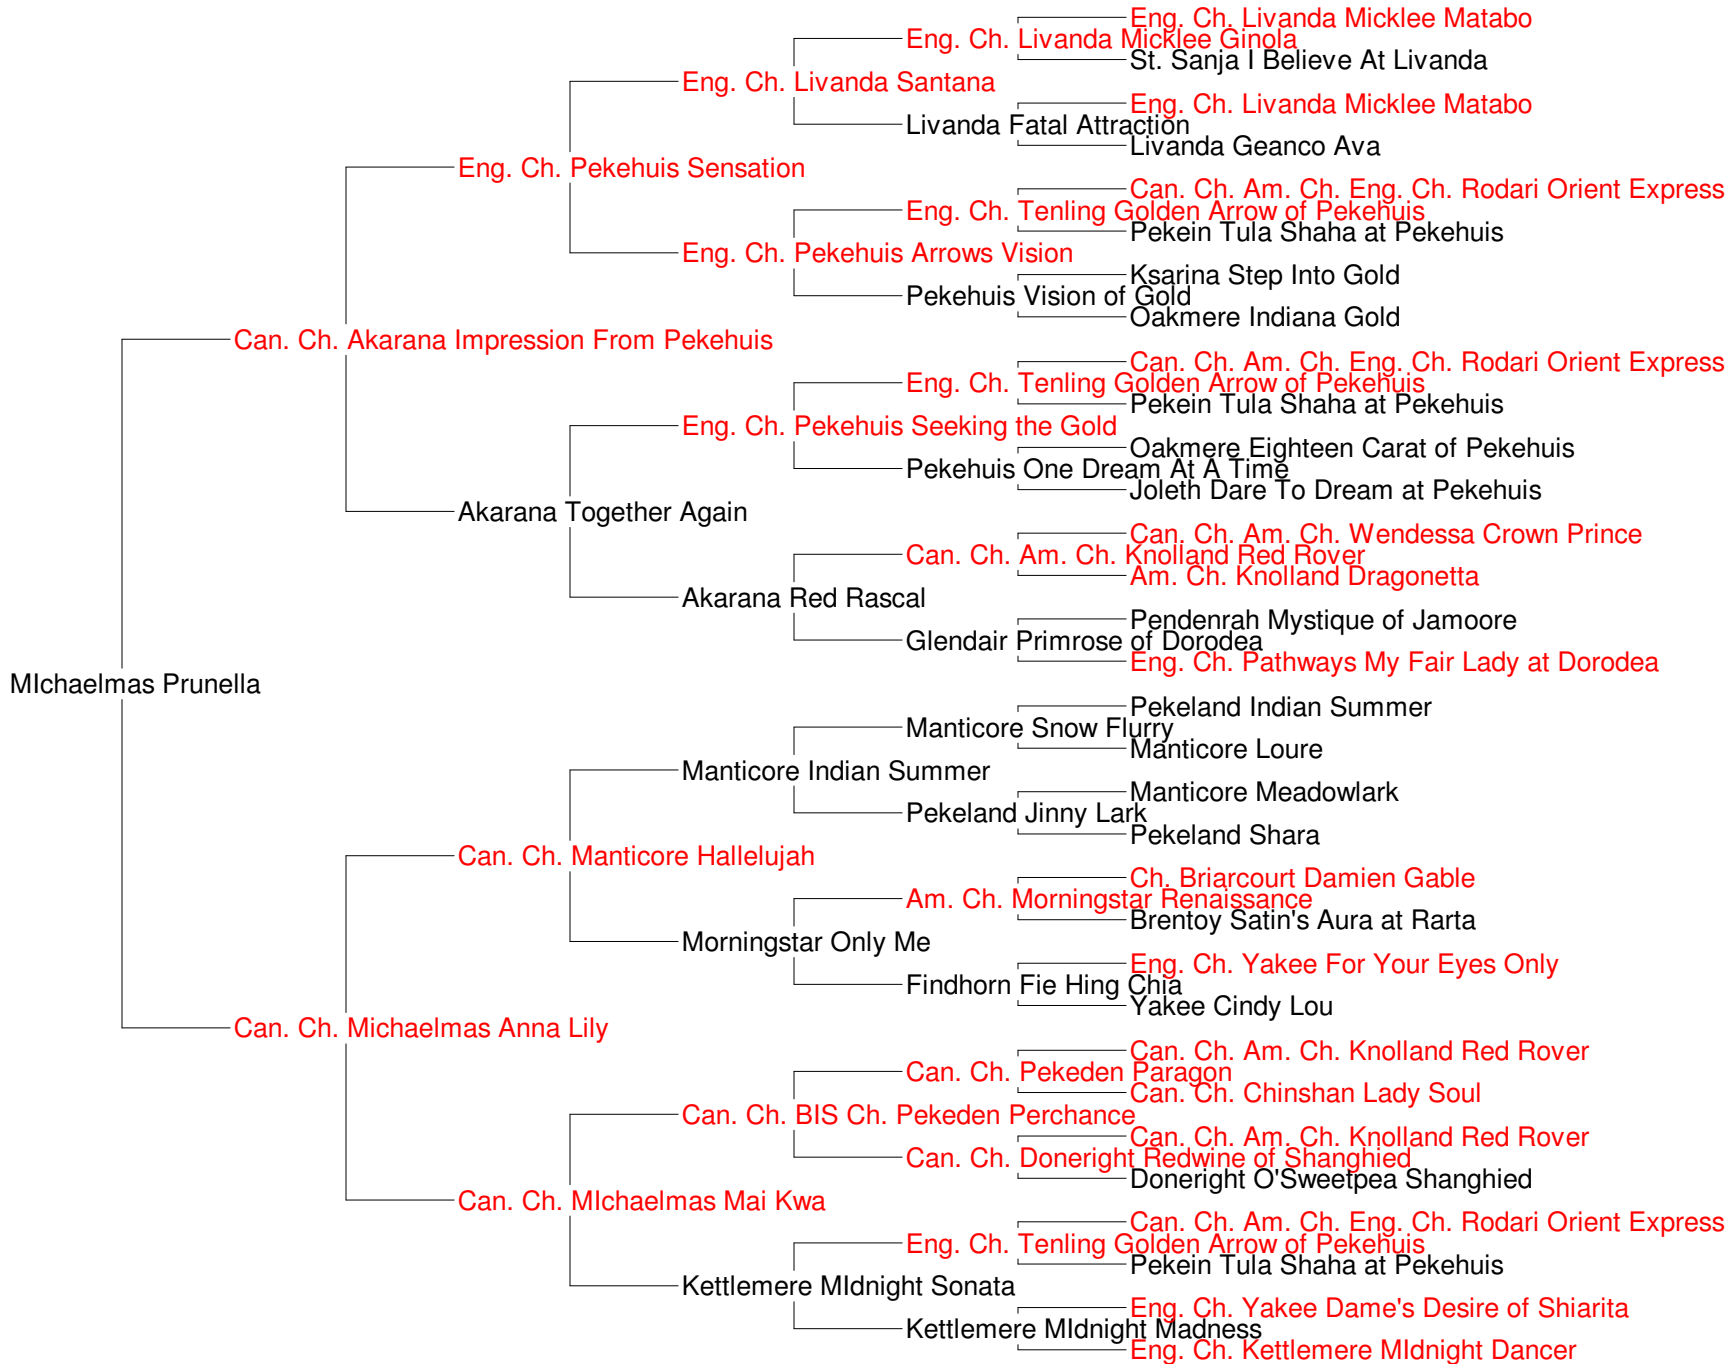 Eng. Ch. Livanda Micklee Matabo
Eng. Ch. Livanda Micklee Ginola
St. Sanja I Believe At Livanda
Eng. Ch. Livanda Santana
Eng. Ch. Livanda Micklee Matabo
Livanda Fatal Attraction
Livanda Geanco Ava
Eng. Ch. Pekehuis Sensation
Can. Ch. Am. Ch. Eng. Ch. Rodari Orient Express
Eng. Ch. Tenling Golden Arrow of Pekehuis
Pekein Tula Shaha at Pekehuis
Eng. Ch. Pekehuis Arrows Vision
Ksarina Step Into Gold
Pekehuis Vision of Gold
Oakmere Indiana Gold
Can. Ch. Akarana Impression From Pekehuis
Can. Ch. Am. Ch. Eng. Ch. Rodari Orient Express
Eng. Ch. Tenling Golden Arrow of Pekehuis
Pekein Tula Shaha at Pekehuis
Eng. Ch. Pekehuis Seeking the Gold
Oakmere Eighteen Carat of Pekehuis
Pekehuis One Dream At A Time
Joleth Dare To Dream at Pekehuis
Akarana Together Again
Can. Ch. Am. Ch. Wendessa Crown Prince
Can. Ch. Am. Ch. Knolland Red Rover
Am. Ch. Knolland Dragonetta
Akarana Red Rascal
Pendenrah Mystique of Jamoore
Glendair Primrose of Dorodea
Eng. Ch. Pathways My Fair Lady at Dorodea
MIchaelmas Prunella
Pekeland Indian Summer
Manticore Snow Flurry
Manticore Loure
Manticore Indian Summer
Manticore Meadowlark
Pekeland Jinny Lark
Pekeland Shara
Can. Ch. Manticore Hallelujah
Ch. Briarcourt Damien Gable
Am. Ch. Morningstar Renaissance
Brentoy Satin's Aura at Rarta
Morningstar Only Me
Eng. Ch. Yakee For Your Eyes Only
Findhorn Fie Hing Chia
Yakee Cindy Lou
Can. Ch. Michaelmas Anna Lily
Can. Ch. Am. Ch. Knolland Red Rover
Can. Ch. Pekeden Paragon
Can. Ch. Chinshan Lady Soul
Can. Ch. BIS Ch. Pekeden Perchance
Can. Ch. Am. Ch. Knolland Red Rover
Can. Ch. Doneright Redwine of Shanghied
Doneright O'Sweetpea Shanghied
Can. Ch. MIchaelmas Mai Kwa
Can. Ch. Am. Ch. Eng. Ch. Rodari Orient Express
Eng. Ch. Tenling Golden Arrow of Pekehuis
Pekein Tula Shaha at Pekehuis
Kettlemere MIdnight Sonata
Eng. Ch. Yakee Dame's Desire of Shiarita
Kettlemere MIdnight Madness
Eng. Ch. Kettlemere MIdnight Dancer